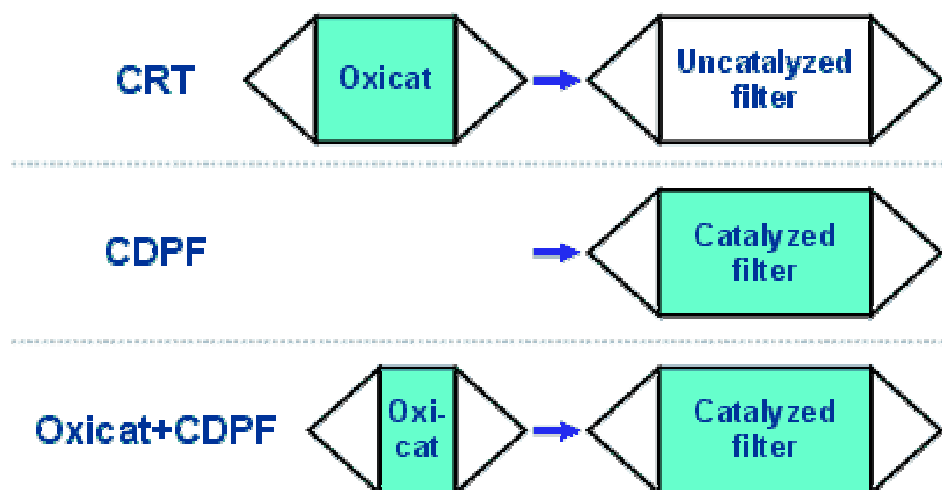 CRT
Oxicat
Uncatalyzed
filter
CDPF
Catalyzed
filter
Oxicat+CDPF
Oxi-
cat
Catalyzed
filter